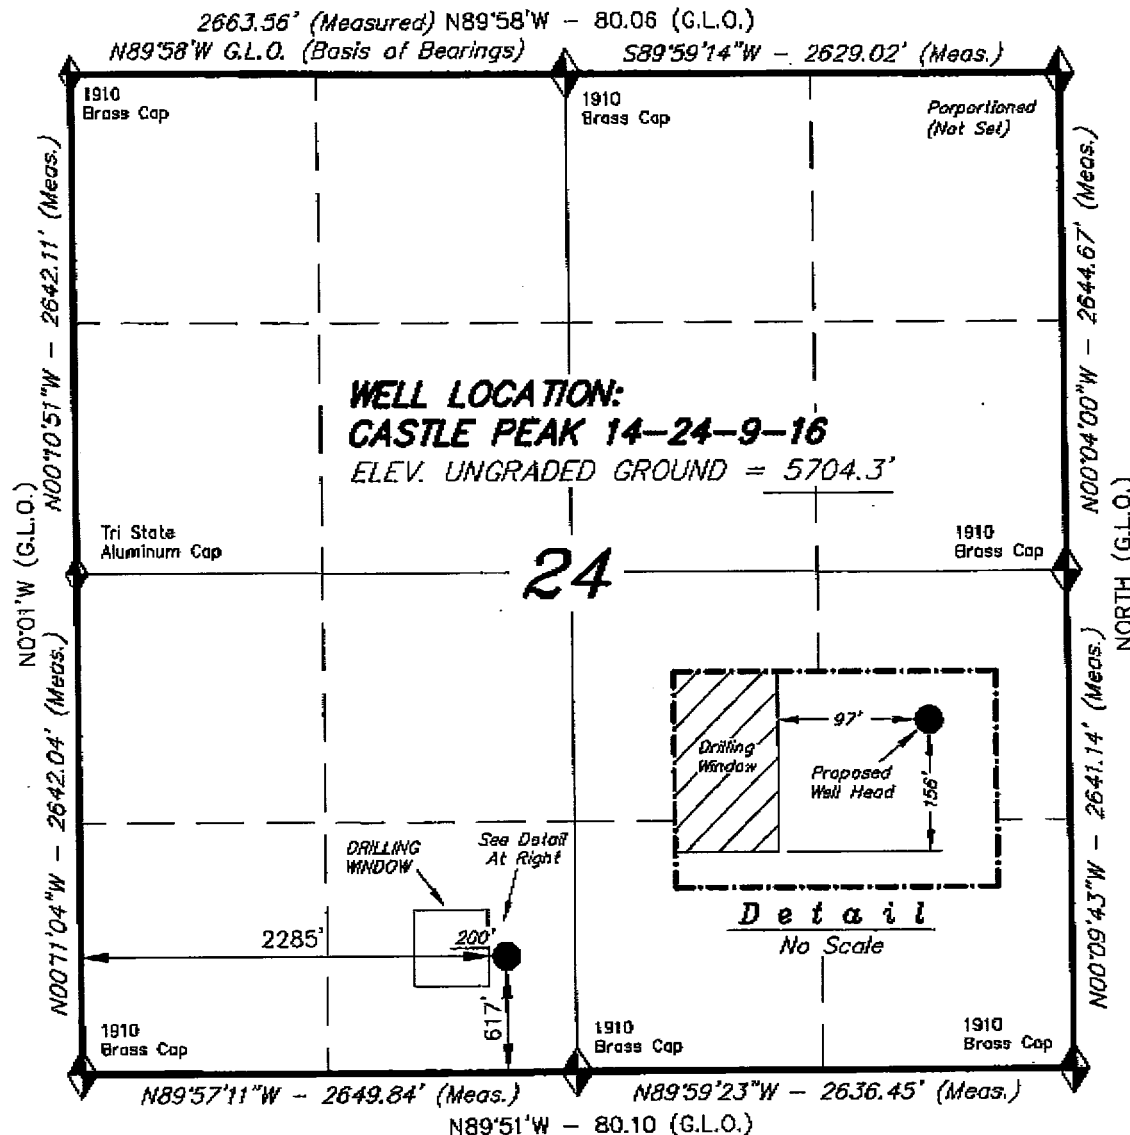 2663.56' (Measured) N89°58'W - 80.06 (G.L.O.)
N89°58'W G.L.O. (Basis of Bearings)
S89°59'14"W - 2629.02' (Meas.)
1910
Brass Cap
1910
Brass Cap
Porportioned
(Not Set)
N00°10'51"W - 2642.11' (Meas.)
N00°04'00"W - 2644.67' (Meas.)
WELL LOCATION:
CASTLE PEAK 14-24-9-16
ELEV. UNGRADED GROUND = 5704.3'
N0°01'W (G.L.O.)
NORTH (G.L.O.)
Tri State
Aluminum Cap
1910
Brass Cap
24
N00°11'04"W - 2642.04' (Meas.)
N00°09'43"W - 2641.14' (Meas.)
97'
Drilling
Window
Proposed
Well Head
156'
Detail
No Scale
DRILLING
WINDOW
See Detail
At Right
2285'
200'
617'
1910
Brass Cap
1910
Brass Cap
1910
Brass Cap
N89°57'11"W - 2649.84' (Meas.)
N89°59'23"W - 2636.45' (Meas.)
N89°51'W - 80.10 (G.L.O.)